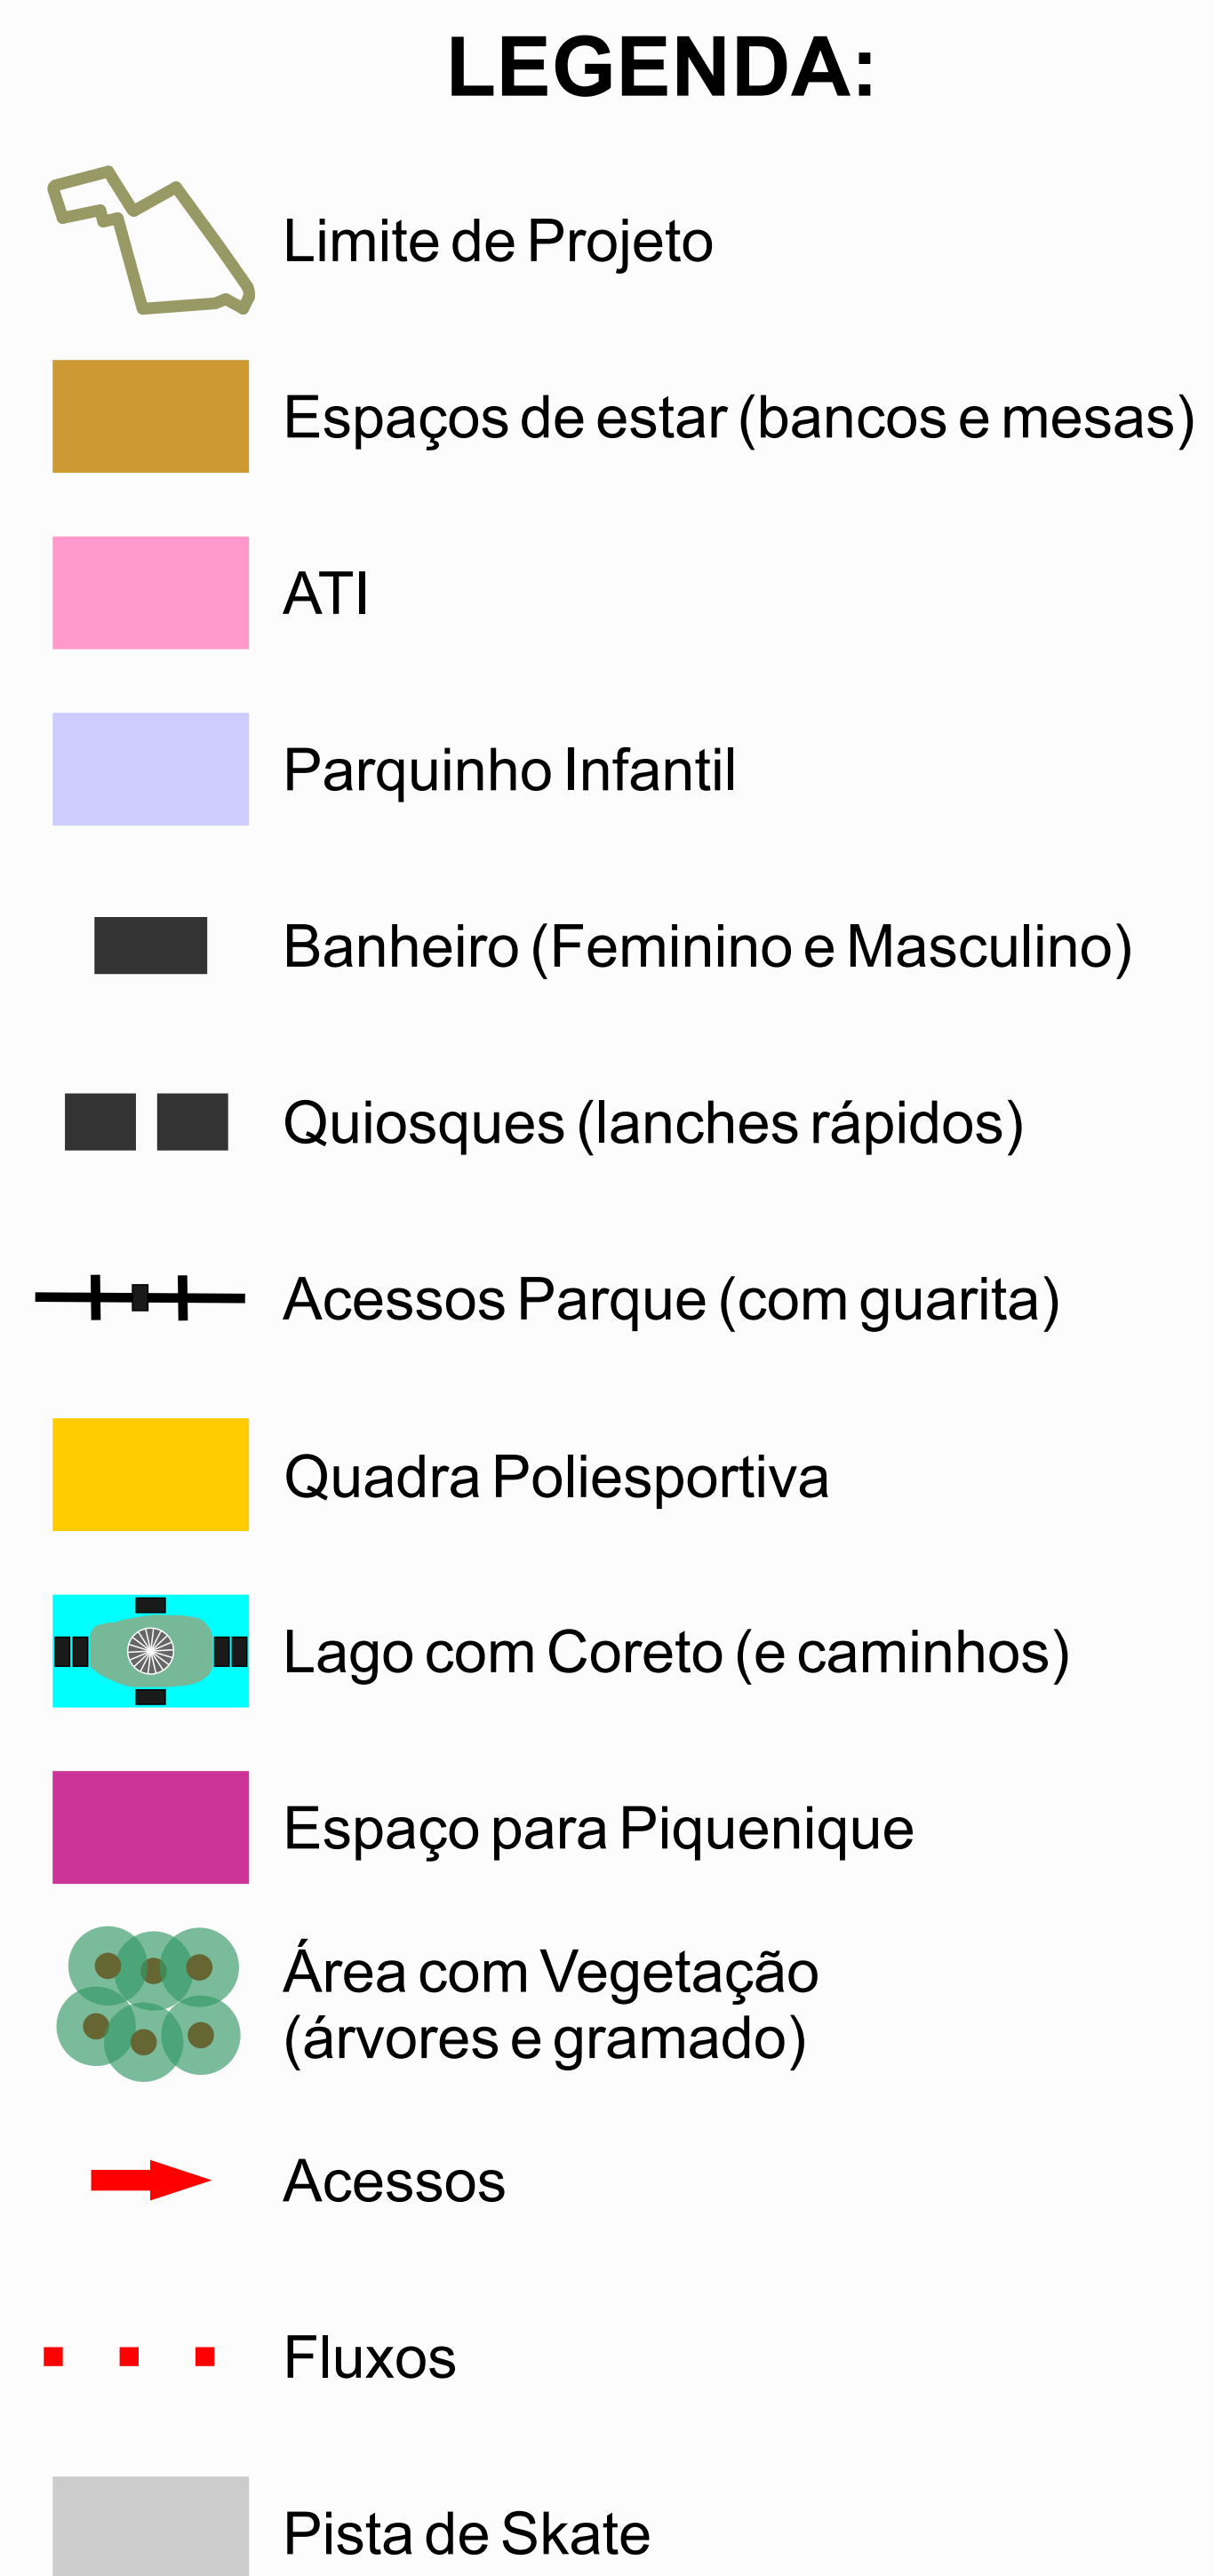 LEGENDA:
Limite de Projeto
Espaços de estar (bancos e mesas)
ATI
Parquinho Infantil
Banheiro (Feminino e Masculino)
Quiosques (lanches rápidos)
Acessos Parque (com guarita)
Quadra Poliesportiva
Lago com Coreto (e caminhos)
Espaço para Piquenique
Área com Vegetação
(árvores e gramado)
Acessos
Fluxos
Pista de Skate